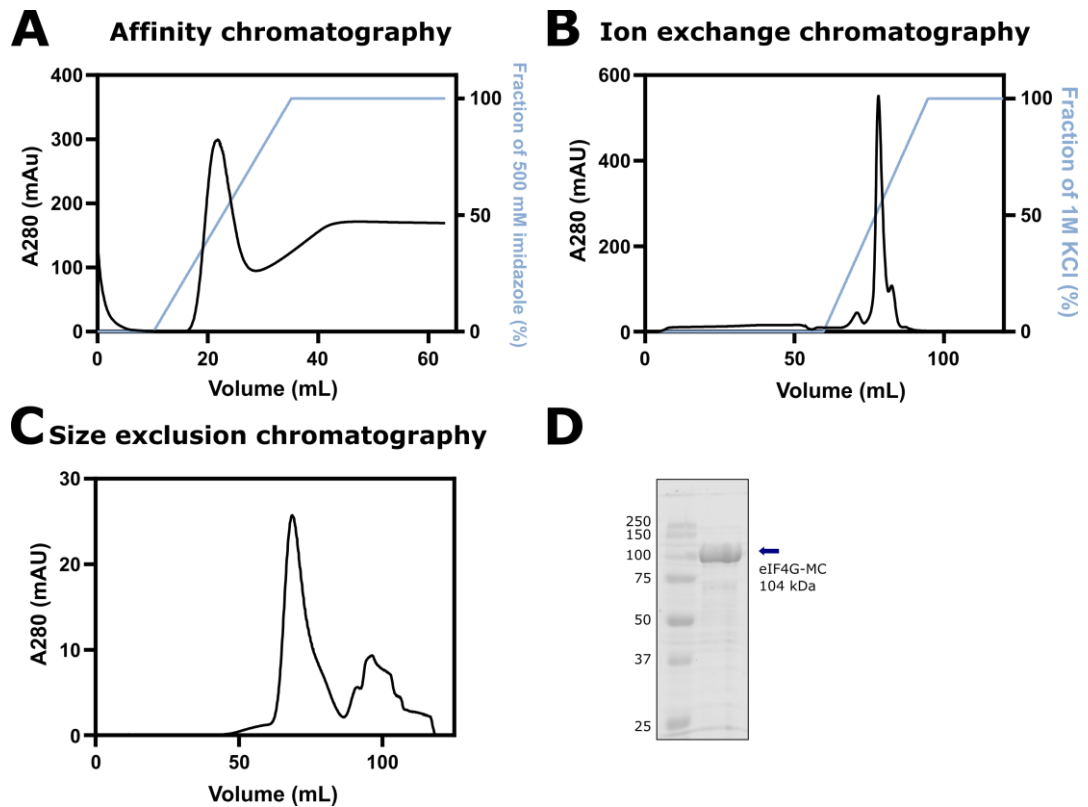 A Affinity chromatography
400
300
200
100
0
A280 (mAu)
0 20 40 60
Volume (mL)
100
50
0
Fraction of 500 mM imidazole (%)
B Ion exchange chromatography
600
400
200
0
A280 (mAU)
0 50 100
Volume (mL)
100
50
0
Fraction of 1M KCl (%)
C Size exclusion chromatography
30
20
10
0
A280 (mAU)
0 50 100
Volume (mL)
D
250
150
100
75
50
37
25
eIF4G-MC
104 kDa